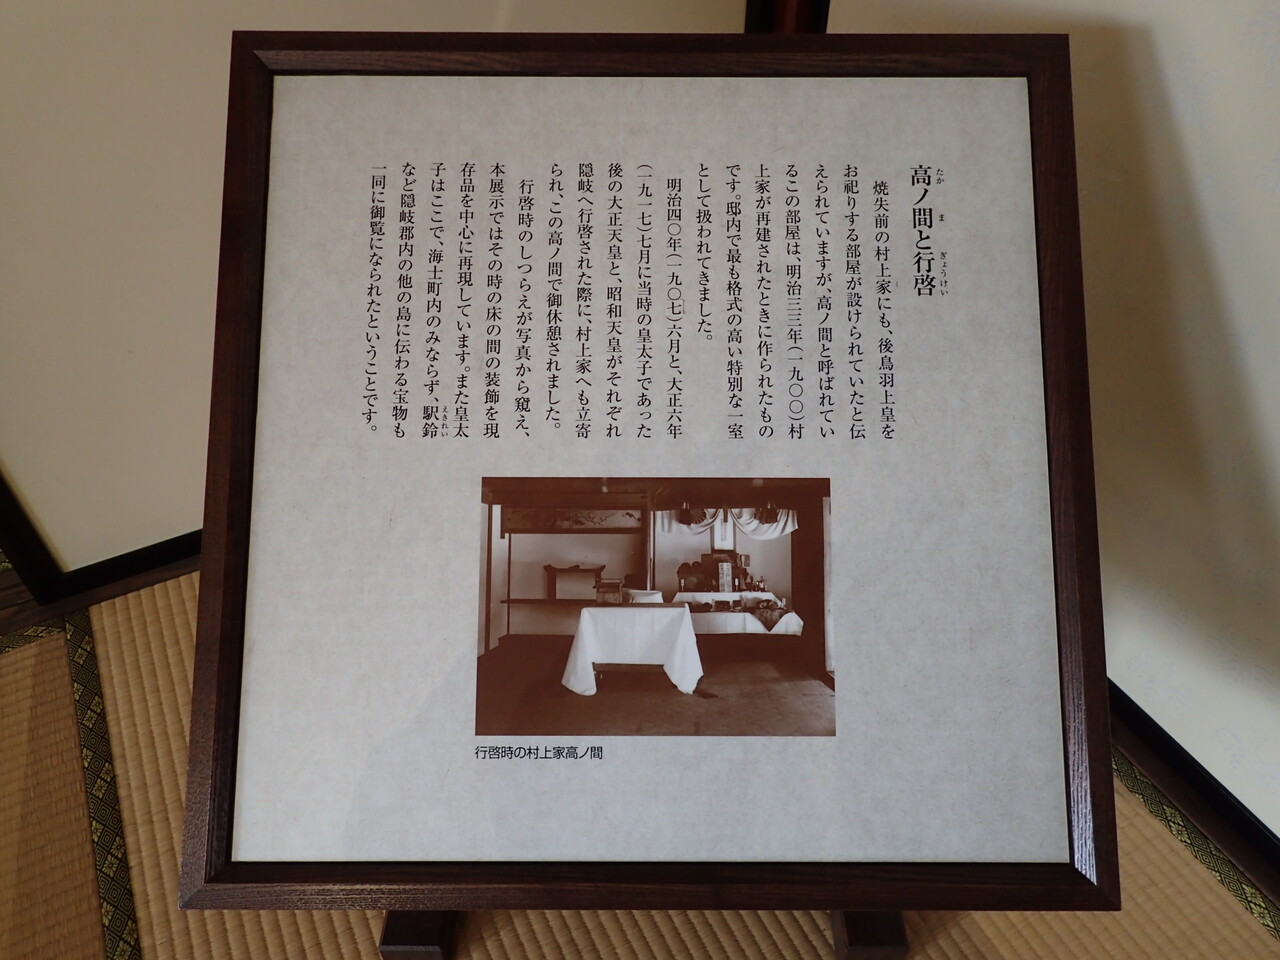 高ノ間と行啓
たか ま ぎょうけい
焼失前の村上家にも、後鳥羽上皇を
お祀りする部屋が設けられていたと伝
えられていますが、高ノ間と呼ばれてい
るこの部屋は、明治三三年(一九〇〇)村
上家が再建されたときに作られたもの
です。邸内で最も格式の高い特別な一室
として扱われてきました。
明治四〇年(一九〇七)六月と、大正六年
(一九一七)七月に当時の皇太子であった
後の大正天皇と、昭和天皇がそれぞれ
隠岐へ行啓された際に、村上家へも立寄
られ、この高ノ間で御休憩されました。
行啓時のしつらえが写真から窺え、
本展示ではその時の床の間の装飾を現
存品を中心に再現しています。また皇太
子はここで、海士町内のみならず、駅鈴
えきれい
など隠岐郡内の他の島に伝わる宝物も
一同に御覧になられたということです。
行啓時の村上家高ノ間